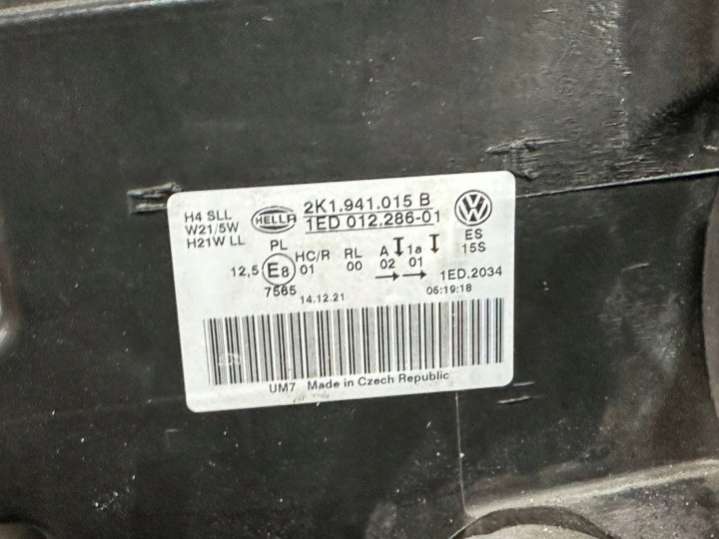 H4 SLL
W21/5W
H21W LL
HELLA
2K1.941.015 B
1ED 012.286-01
VW
ES
15S
PL
12,5 E8 HC/R RL A 1a
01 00 02 01
7565
14.12.21
1ED.2034
06:19:18
UM7 Made in Czech Republic